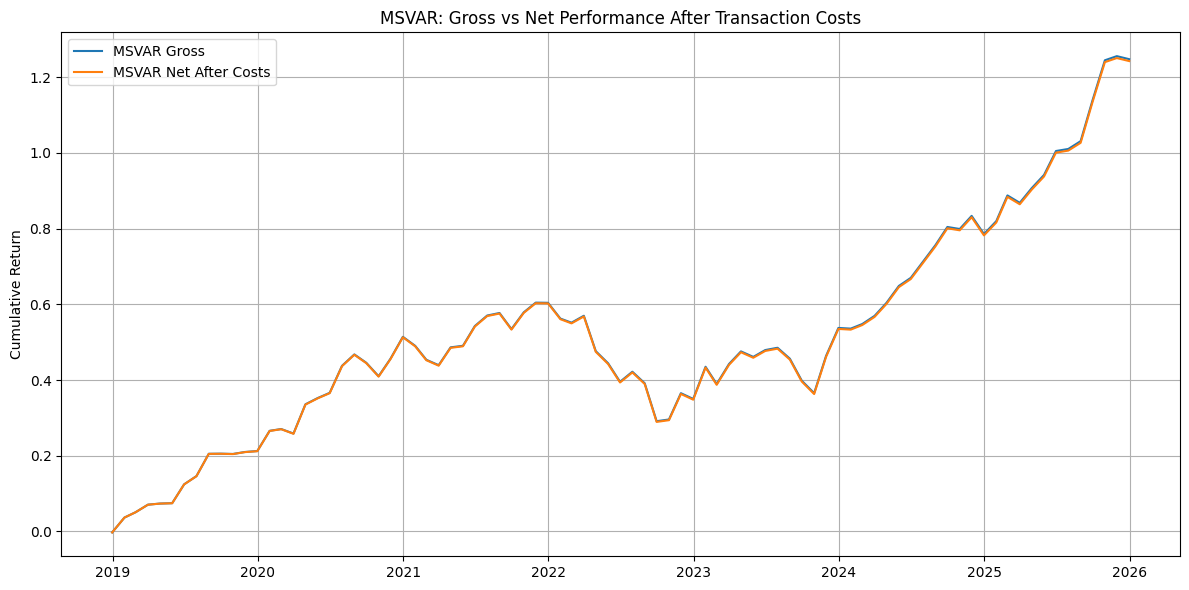 MSVAR: Gross vs Net Performance After Transaction Costs
MSVAR Gross
MSVAR Net After Costs
Cumulative Return
1.2
1.0
0.8
0.6
0.4
0.2
0.0
2019 2020 2021 2022 2023 2024 2025 2026